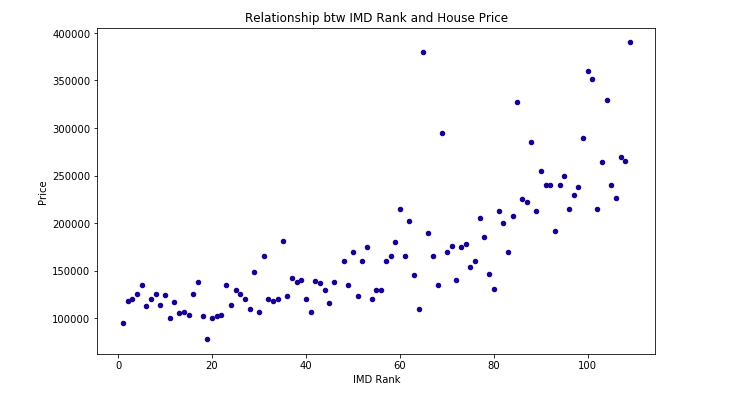 Relationship btw IMD Rank and House Price
400000
350000
300000
250000
200000
150000
100000
Price
0 20 40 60 80 100
IMD Rank